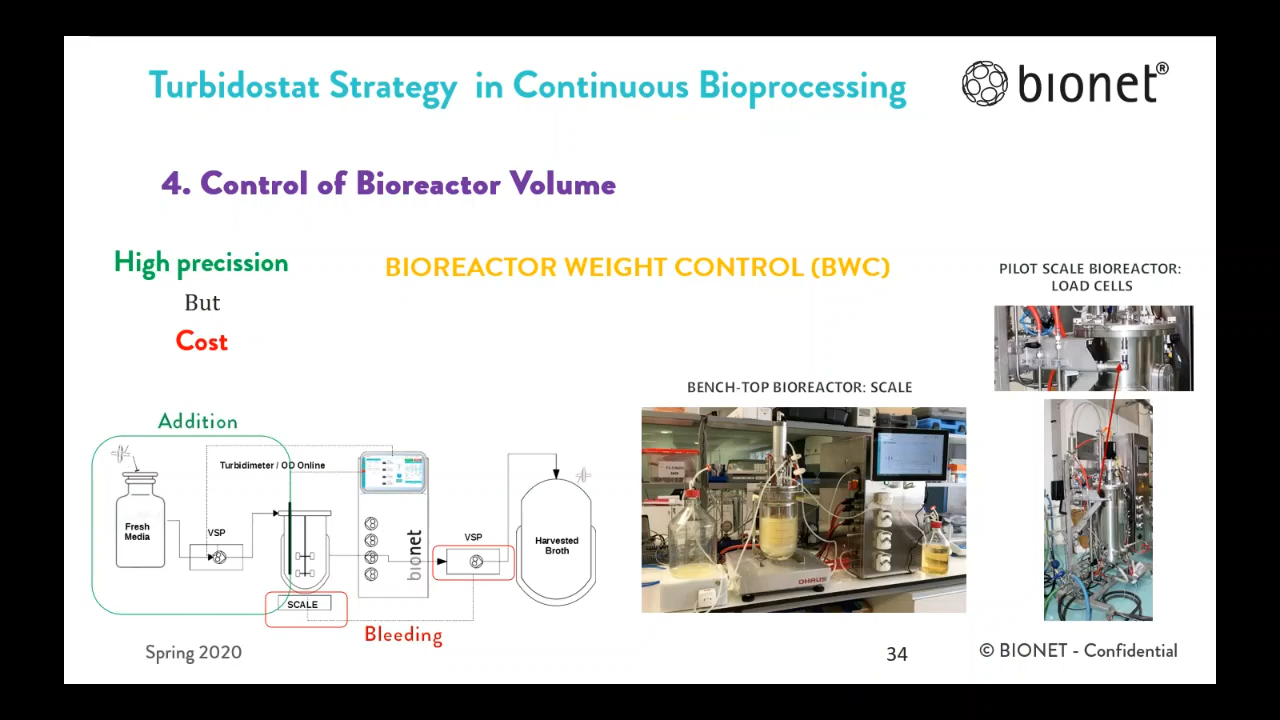 Turbidostat Strategy in Continuous Bioprocessing
bionet®
4. Control of Bioreactor Volume
High precission
But
Cost
BIOREACTOR WEIGHT CONTROL (BWC)
PILOT SCALE BIOREACTOR:
LOAD CELLS
BENCH-TOP BIOREACTOR: SCALE
Addition
Turbidimeter / OD Online
Fresh
Media
VSP
SCALE
bionet
VSP
Harvested
Broth
Bleeding
OHAUS
Spring 2020
34
© BIONET - Confidential